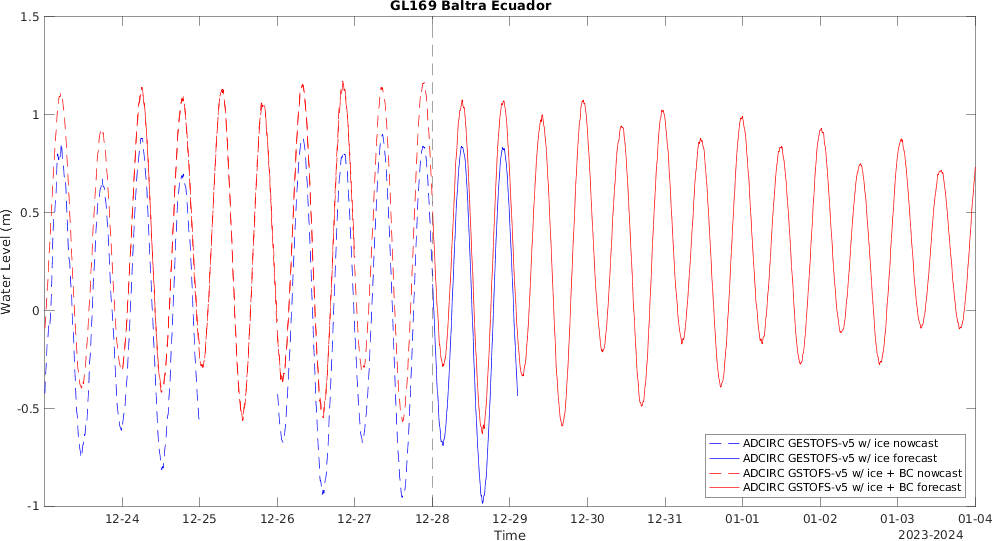 GL169 Baltra Ecuador
1.5
1
0.5
0
-0.5
-1
Water Level (m)
ADCIRC GESTOFS-v5 w/ ice nowcast
ADCIRC GESTOFS-v5 w/ ice forecast
ADCIRC GSTOFS-v5 w/ ice + BC nowcast
ADCIRC GSTOFS-v5 w/ ice + BC forecast
12-24 12-25 12-26 12-27 12-28 12-29 12-30 12-31 01-01 01-02 01-03 01-04
Time
2023-2024